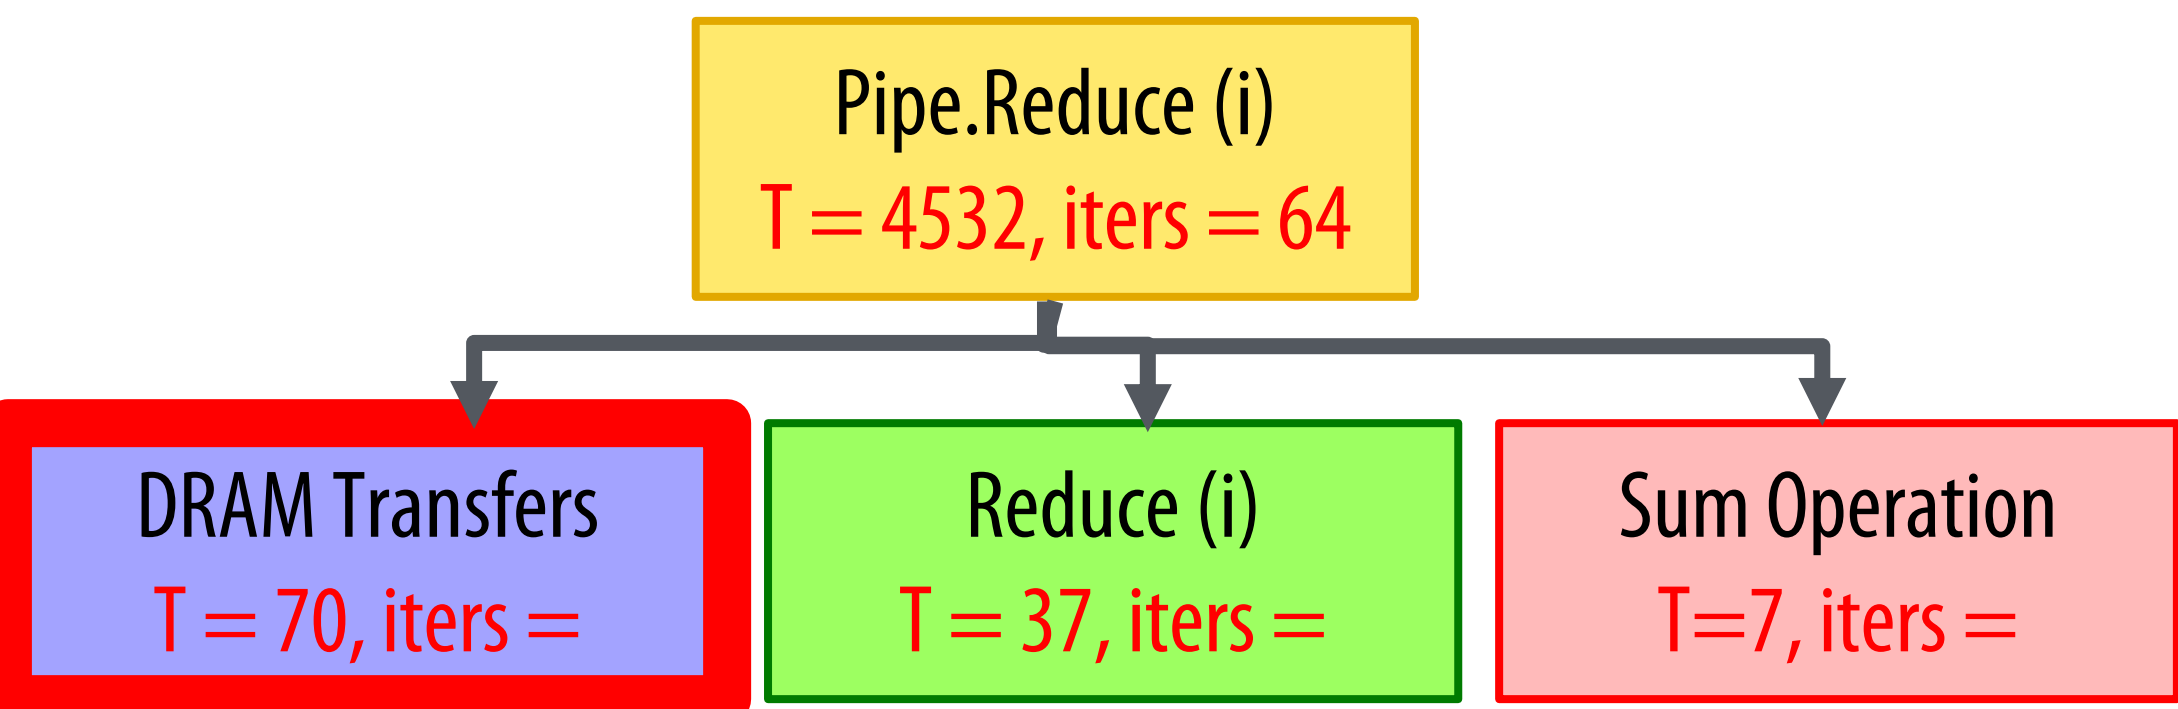 Pipe.Reduce (i)
T = 4532, iters = 64
DRAM Transfers
T = 70, iters =
Reduce (i)
T = 37, iters =
Sum Operation
T=7, iters =